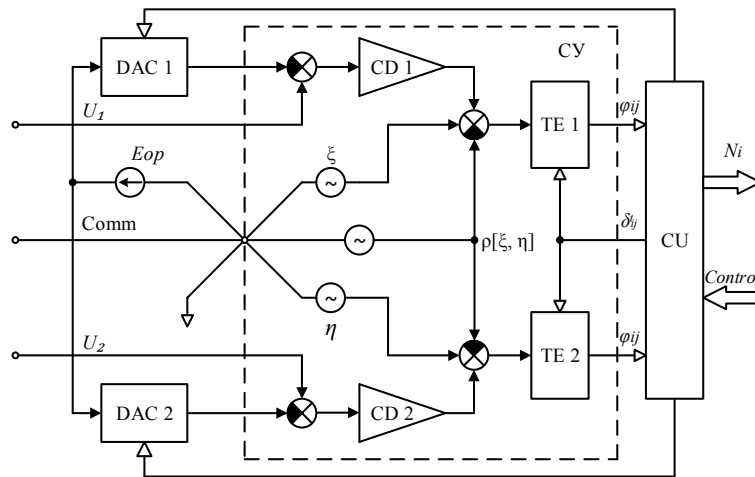 СУ
DAC 1
CD 1
U1
TE 1
φij
Eop
ξ
Ni
~
Comm
~
ρ[ξ, η]
δtij
CU
Contro
~
η
U2
TE 2
φij
DAC 2
CD 2